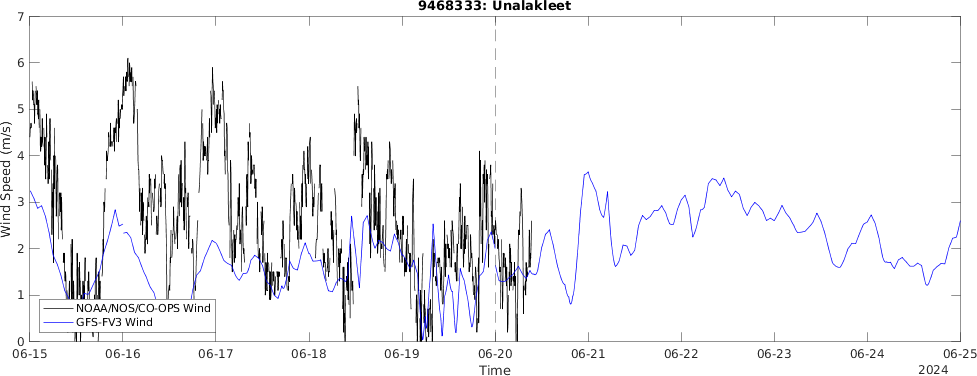 9468333: Unalakleet
Wind Speed (m/s)
7
6
5
4
3
2
1
0
NOAA/NOS/CO-OPS Wind
GFS-FV3 Wind
06-15 06-16 06-17 06-18 06-19 06-20 06-21 06-22 06-23 06-24 06-25
Time
2024